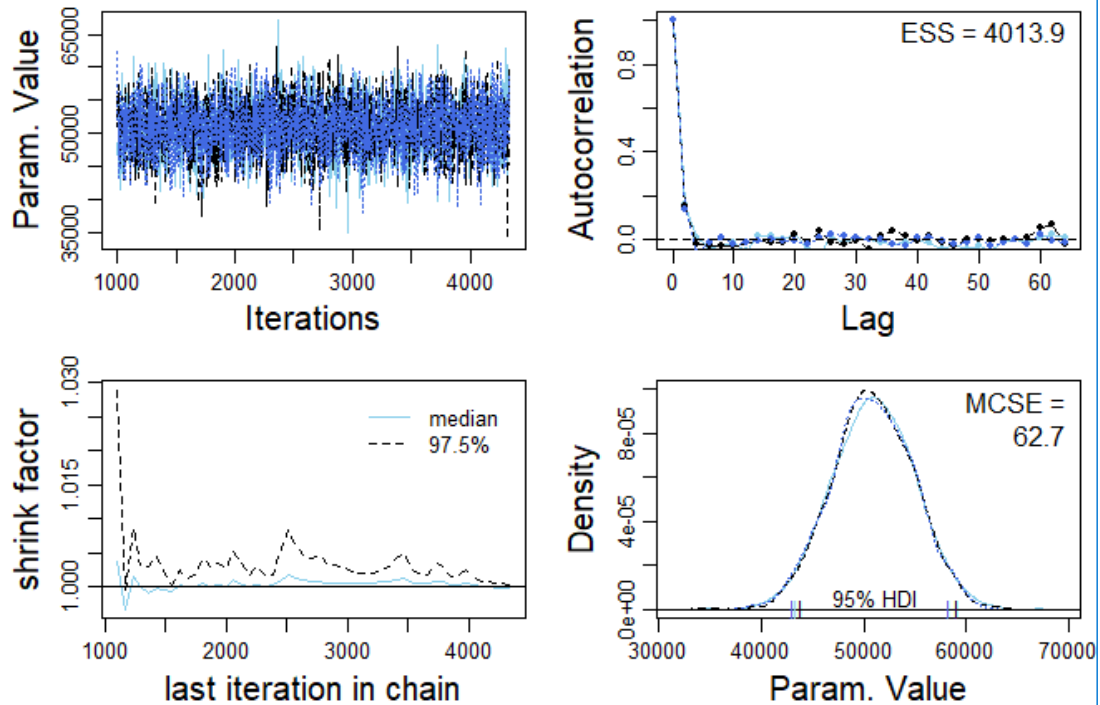 Param. Value
65000
50000
35000
1000
2000
3000
4000
Iterations
Autocorrelation
0.8
0.4
0.0
ESS = 4013.9
0
10
20
30
40
50
60
Lag
shrink factor
1.030
1.015
1.000
median
97.5%
1000
2000
3000
4000
last iteration in chain
Density
8e-05
4e-05
0e+00
MCSE =
62.7
95% HDI
30000
40000
50000
60000
70000
Param. Value